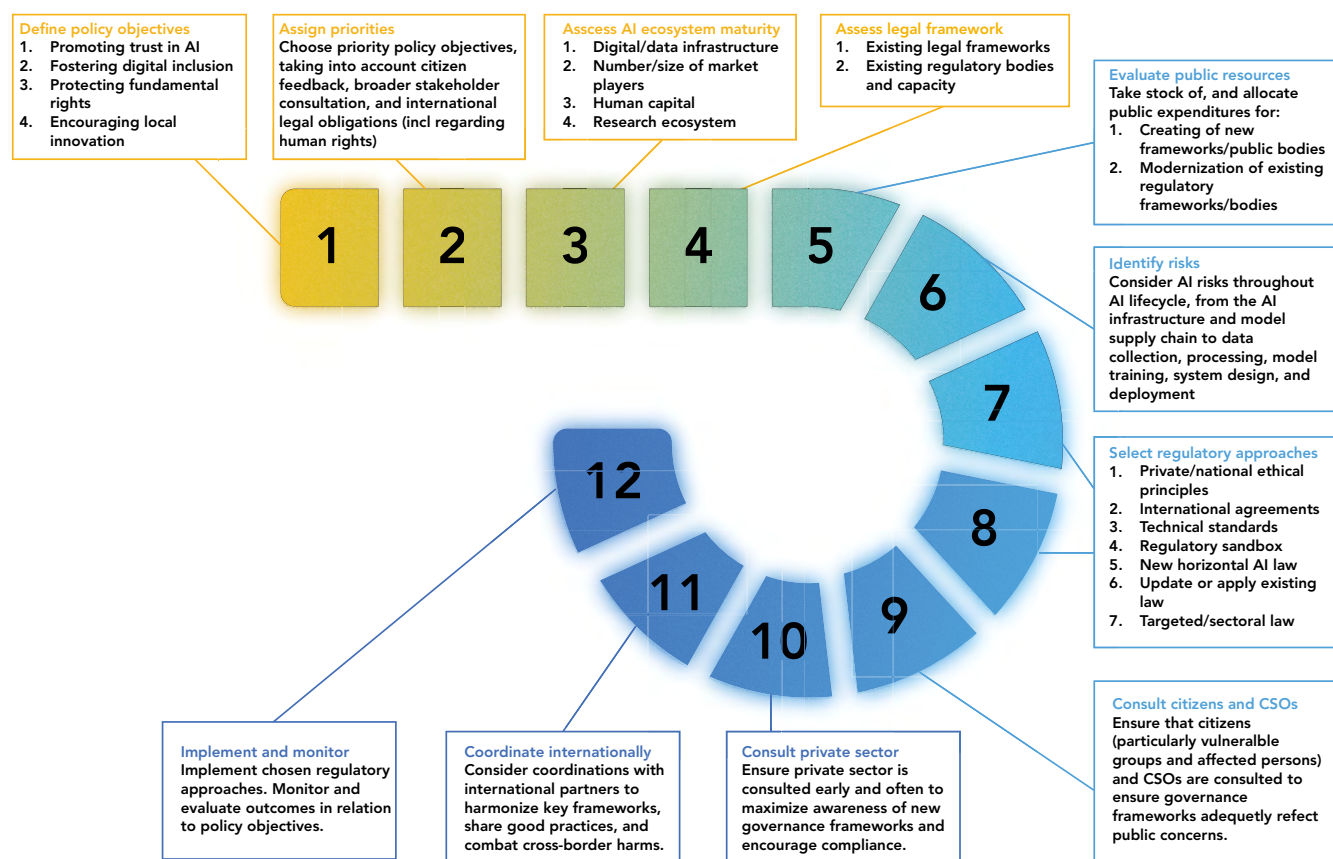 Define policy objectives
1. Promoting trust in AI
2. Fostering digital inclusion
3. Protecting fundamental
rights
4. Encouraging local
innovation
Assign priorities
Choose priority policy objectives,
taking into account citizen
feedback, broader stakeholder
consultation, and international
legal obligations (incl regarding
human rights)
Asscess AI ecosystem maturity
1. Digital/data infrastructure
2. Number/size of market
players
3. Human capital
4. Research ecosystem
Assess legal framework
1. Existing legal frameworks
2. Existing regulatory bodies
and capacity
Evaluate public resources
Take stock of, and allocate
public expenditures for:
1. Creating of new
frameworks/public bodies
2. Modernization of existing
regulatory
frameworks/bodies
Identify risks
Consider AI risks throughout
AI lifecycle, from the AI
infrastructure and model
supply chain to data
collection, processing, model
training, system design, and
deployment
Select regulatory approaches
1. Private/national ethical
principles
2. International agreements
3. Technical standards
4. Regulatory sandbox
5. New horizontal AI law
6. Update or apply existing
law
7. Targeted/sectoral law
Consult citizens and CSOs
Ensure that citizens
(particularly vulneralble
groups and affected persons)
and CSOs are consulted to
ensure governance
frameworks adequetly refect
public concerns.
Consult private sector
Ensure private sector is
consulted early and often to
maximize awareness of new
governance frameworks and
encourage compliance.
Coordinate internationally
Consider coordinations with
international partners to
harmonize key frameworks,
share good practices, and
combat cross-border harms.
Implement and monitor
Implement chosen regulatory
approaches. Monitor and
evaluate outcomes in relation
to policy objectives.
1
2
3
4
5
6
7
8
9
10
11
12